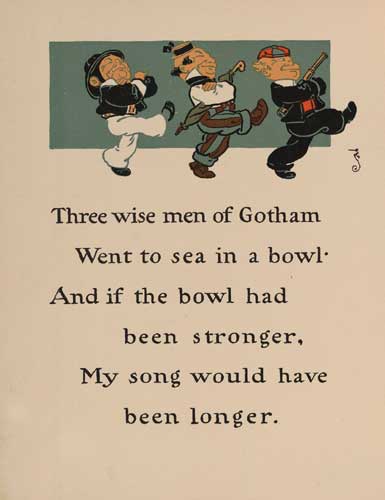 Three wise men of Gotham
Went to sea in a bowl.
And if the bowl had
been stronger,
My song would have
been longer.